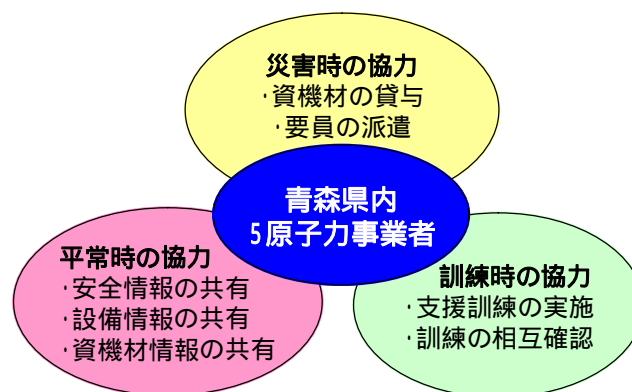 災害時の協力
・資機材の貸与
・要員の派遣
青森県内
5原子力事業者
平常時の協力
・安全情報の共有
・設備情報の共有
・資機材情報の共有
訓練時の協力
・支援訓練の実施
・訓練の相互確認